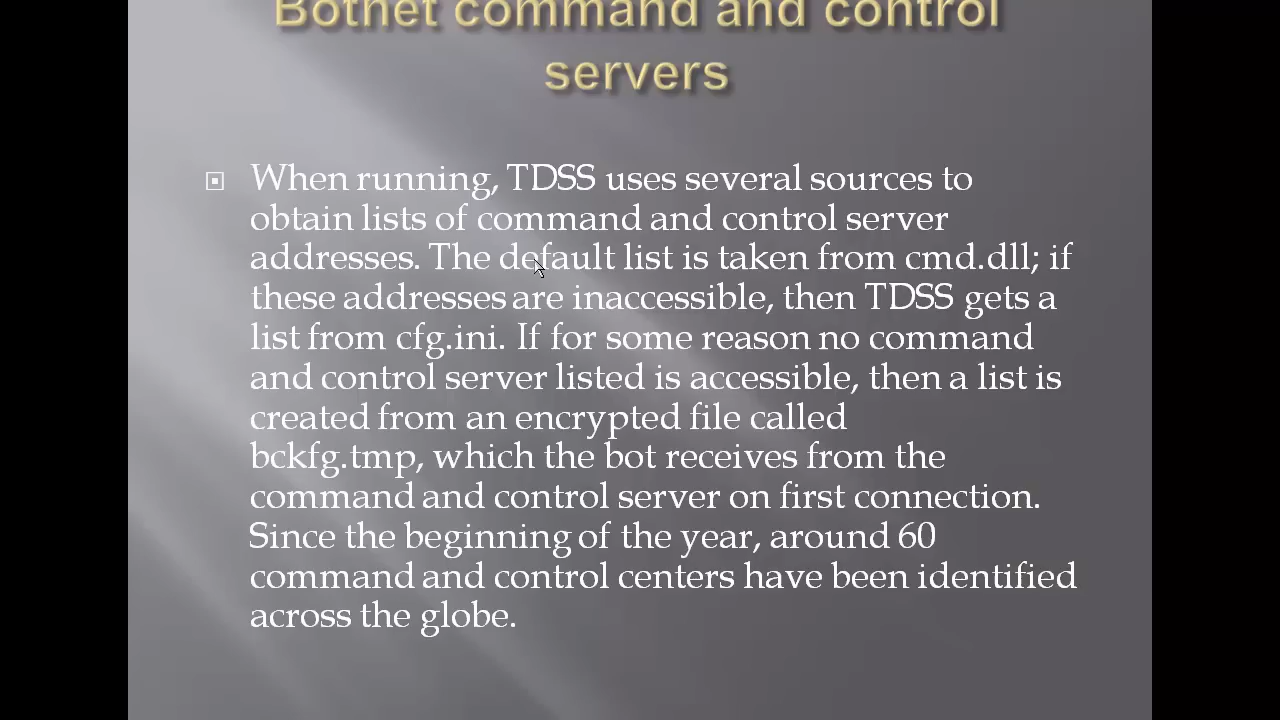 Botnet command and control
servers
When running, TDSS uses several sources to
obtain lists of command and control server
addresses. The default list is taken from cmd.dll; if
these addresses are inaccessible, then TDSS gets a
list from cfg.ini. If for some reason no command
and control server listed is accessible, then a list is
created from an encrypted file called
bckfg.tmp, which the bot receives from the
command and control server on first connection.
Since the beginning of the year, around 60
command and control centers have been identified
across the globe.